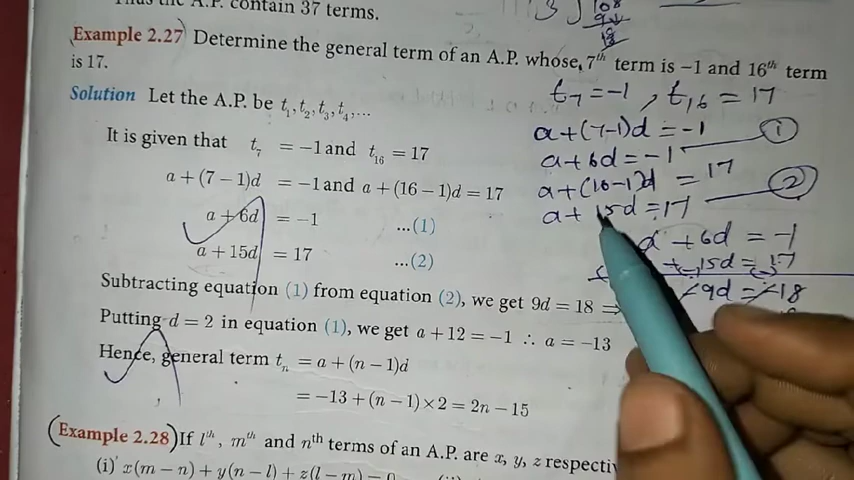 Thus the A.P. contain 37 terms.
108
Example 2.27 Determine the general term of an A.P. whose 7th term is −1 and 16th term
is 17.
Solution Let the A.P. be t₁, t₂, t₃, t₄,...
It is given that t₇ = −1 and t₁₆ = 17
a + (7 − 1)d = −1 and a + (16 − 1)d = 17
a + 6d = −1 ...(1)
a + 15d = 17 ...(2)
Subtracting equation (1) from equation (2), we get 9d = 18 ⇒
Putting d = 2 in equation (1), we get a + 12 = −1 ∴ a = −13
Hence, general term tₙ = a + (n − 1)d
= −13 + (n − 1) × 2 = 2n − 15
Example 2.28 If lth, mth and nth terms of an A.P. are x, y, z
(i) x(m − n) + y(n − l) + z(l − m) = 0
t₇ = -1, t₁₆ = 17
a+(7-1)d = -1
a+6d = -1 ①
a+(16-1)d = 17
a+15d = 17 ②
+6d = -1
+15d = 17
-9d = -18